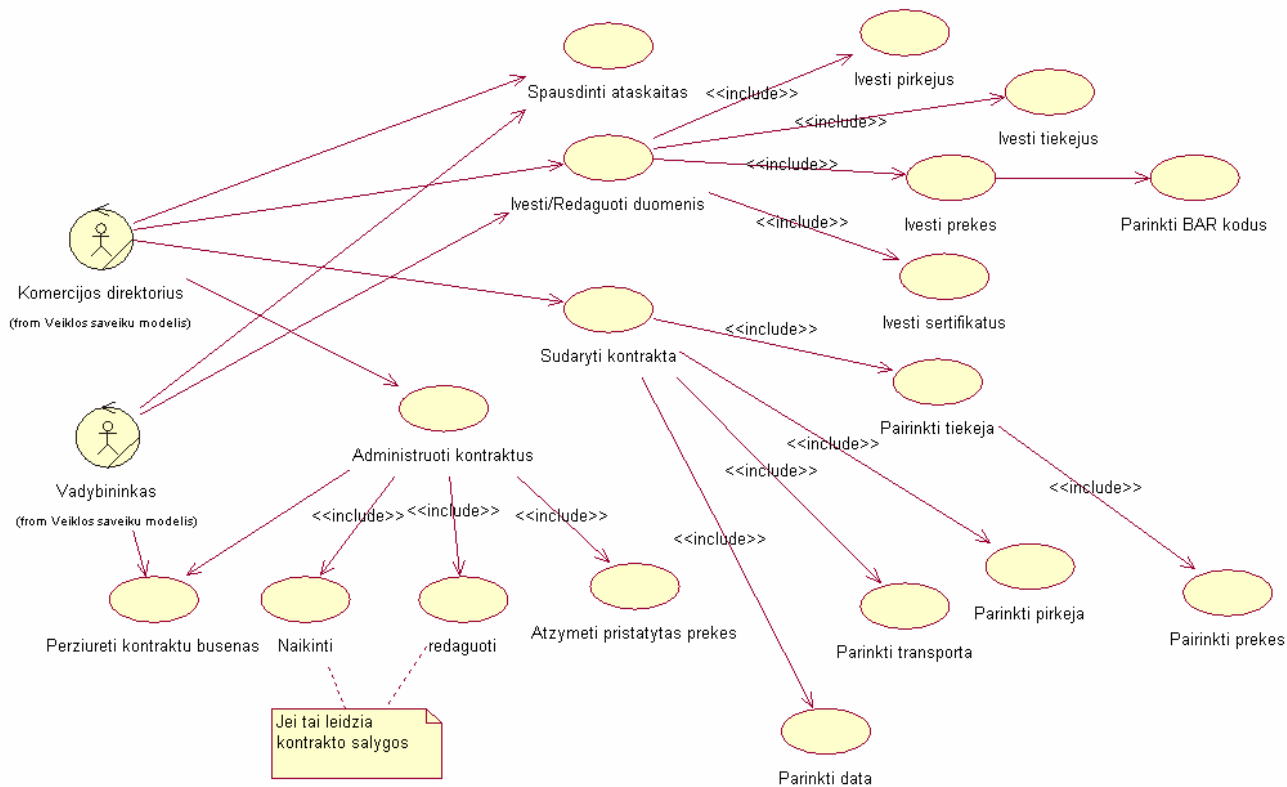 Ivesti pirkejus
Spausdinti ataskaitas
<<include>>
<<include>>
Ivesti tiekejus
<<include>>
Ivesti/Redaguoti duomenis
Ivesti prekes
Parinkti BAR kodus
<<include>>
Komercijos direktorius
(from Veiklos saveiku modelis)
Ivesti sertifikatus
<<include>>
Sudaryti kontrakta
Pairinkti tiekeja
<<include>>
Administruoti kontraktus
<<include>>
<<include>>
Vadybininkas
(from Veiklos saveiku modelis)
<<include>>
<<include>>
<<include>>
<<include>>
Parinkti pirkeja
Perziureti kontraktu busenas
Naikinti
redaguoti
Atzymeti pristatytas prekes
Parinkti transporta
Pairinkti prekes
Jei tai leidzia
kontrakto salygos
Parinkti data